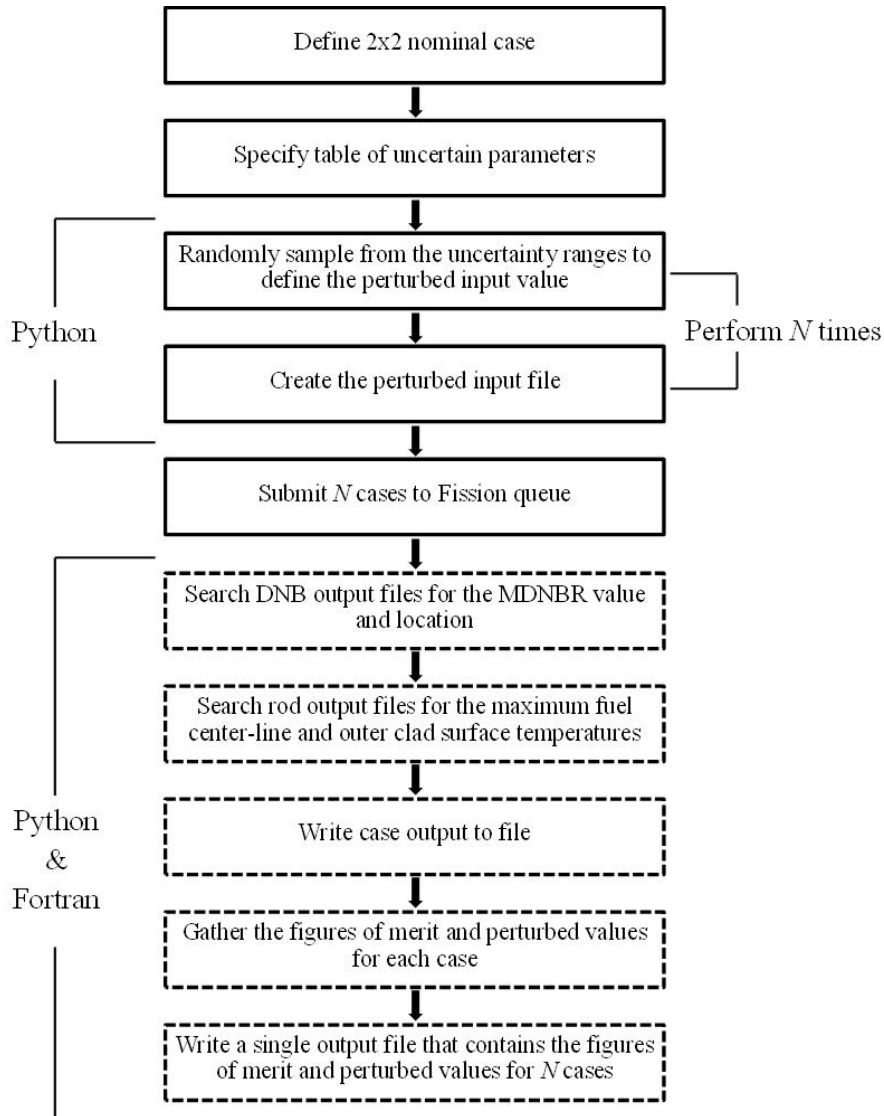 Define 2x2 nominal case
Specify table of uncertain parameters
Randomly sample from the uncertainty ranges to
define the perturbed input value
Python
Perform N times
Create the perturbed input file
Submit N cases to Fission queue
Search DNB output files for the MDNBR value
and location
Search rod output files for the maximum fuel
center-line and outer clad surface temperatures
Python
&
Fortran
Write case output to file
Gather the figures of merit and perturbed values
for each case
Write a single output file that contains the figures
of merit and perturbed values for N cases